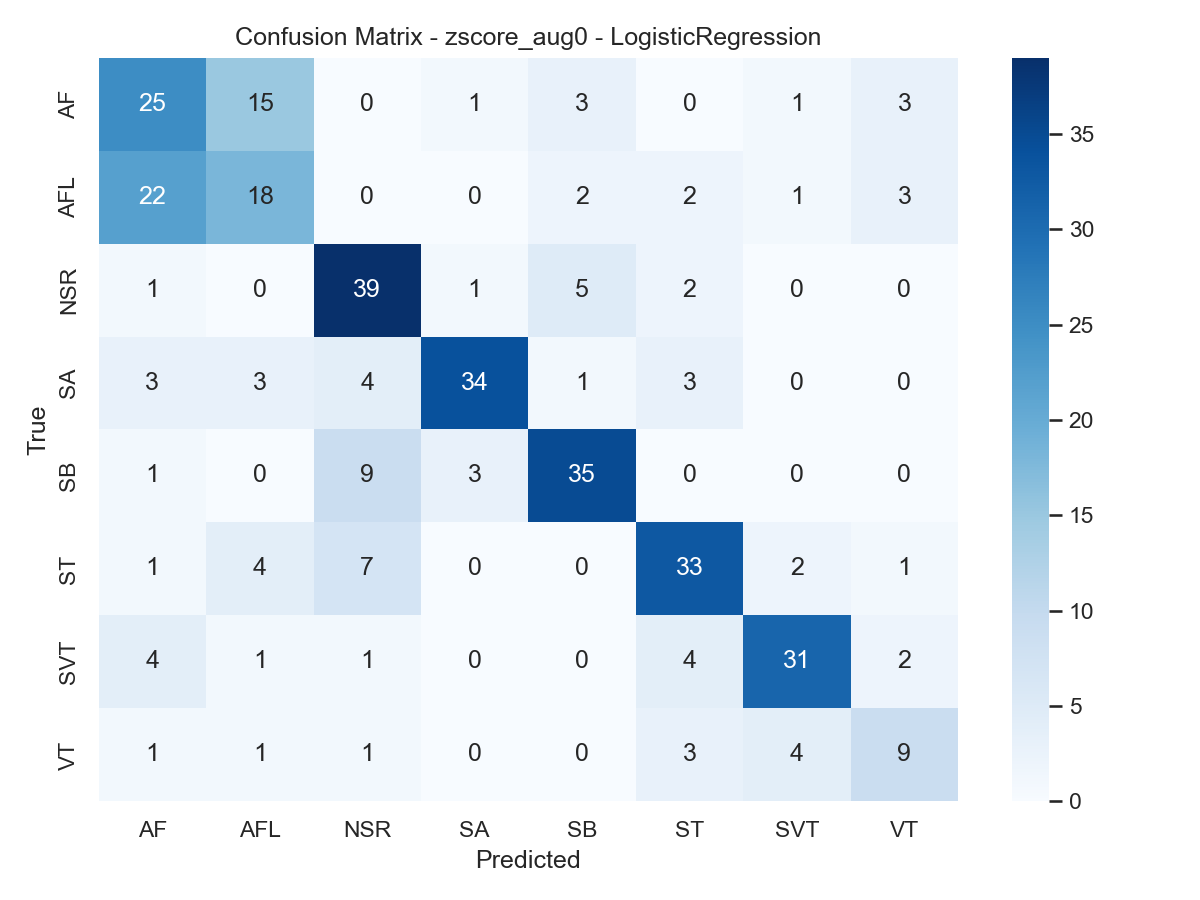 Confusion Matrix - zscore_aug0 - LogisticRegression
AF 25 15 0 1 3 0 1 3
AFL 22 18 0 0 2 2 1 3
NSR 1 0 39 1 5 2 0 0
SA 3 3 4 34 1 3 0 0
SB 1 0 9 3 35 0 0 0
ST 1 4 7 0 0 33 2 1
SVT 4 1 1 0 0 4 31 2
VT 1 1 1 0 0 3 4 9
AF AFL NSR SA SB ST SVT VT
Predicted
True
35
30
25
20
15
10
5
0